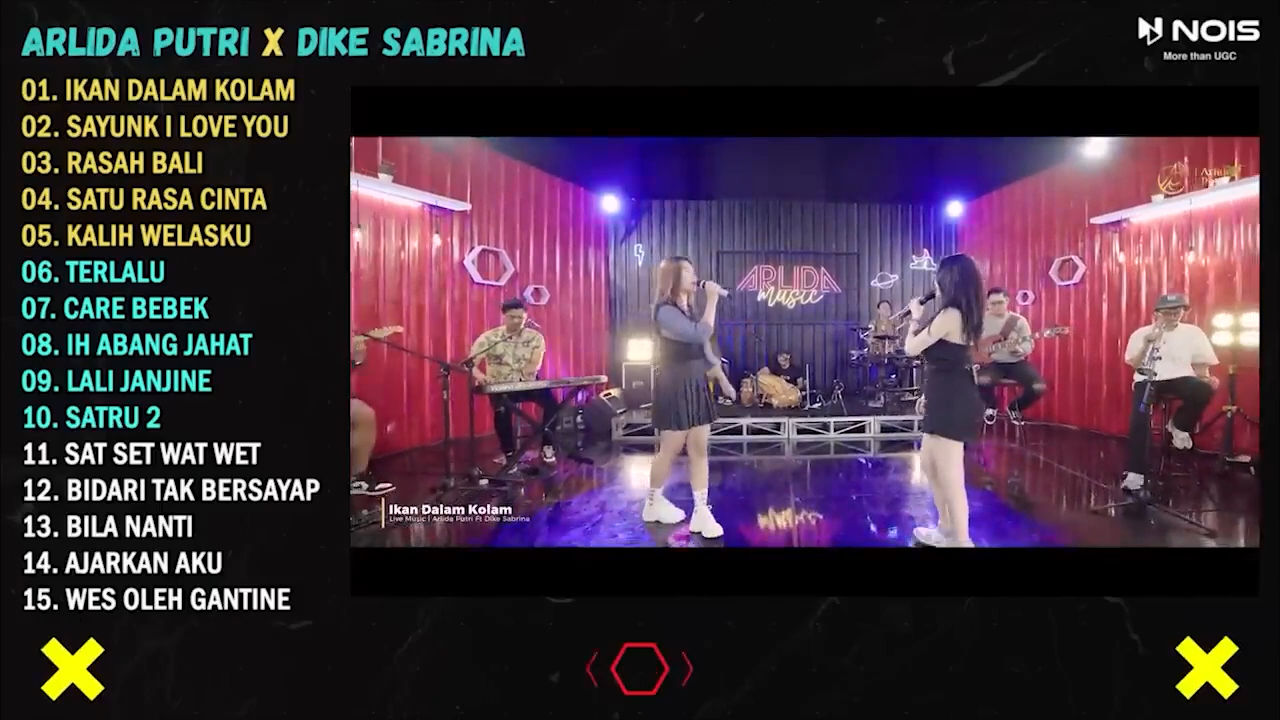 ARLIDA PUTRI X DIKE SABRINA
NOIS
More than UGC
01. IKAN DALAM KOLAM
02. SAYUNK I LOVE YOU
03. RASAH BALI
04. SATU RASA CINTA
05. KALIH WELASKU
06. TERLALU
07. CARE BEBEK
08. IH ABANG JAHAT
09. LALI JANJINE
10. SATRU 2
11. SAT SET WAT WET
12. BIDARI TAK BERSAYAP
13. BILA NANTI
14. AJARKAN AKU
15. WES OLEH GANTINE
ARLIDA
music
Ikan Dalam Kolam
Live Music | Arlida Putri Ft Dike Sabrina